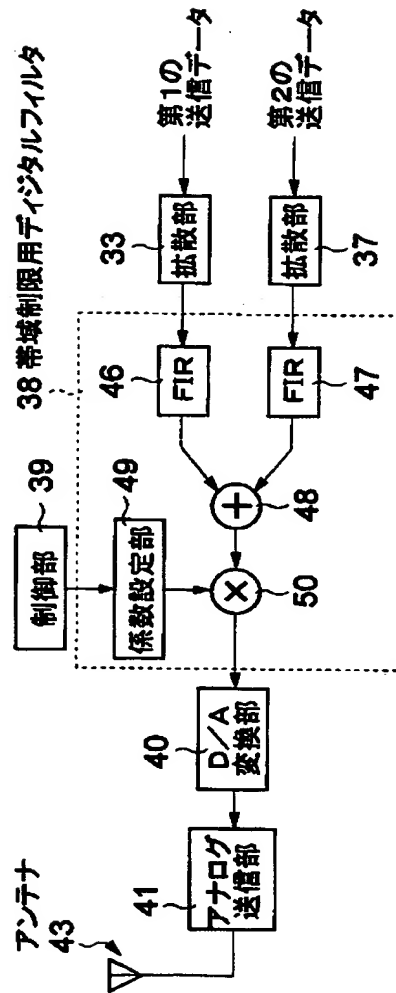 38 帯域制限用ディジタルフィルタ
アンテナ
43
41
アナログ
送信部
40
D/A
変換部
制御部
39
係数設定部
49
×
50
+
48
46
FIR
FIR
47
33
拡散部
拡散部
37
第1の
送信データ
第2の
送信データ